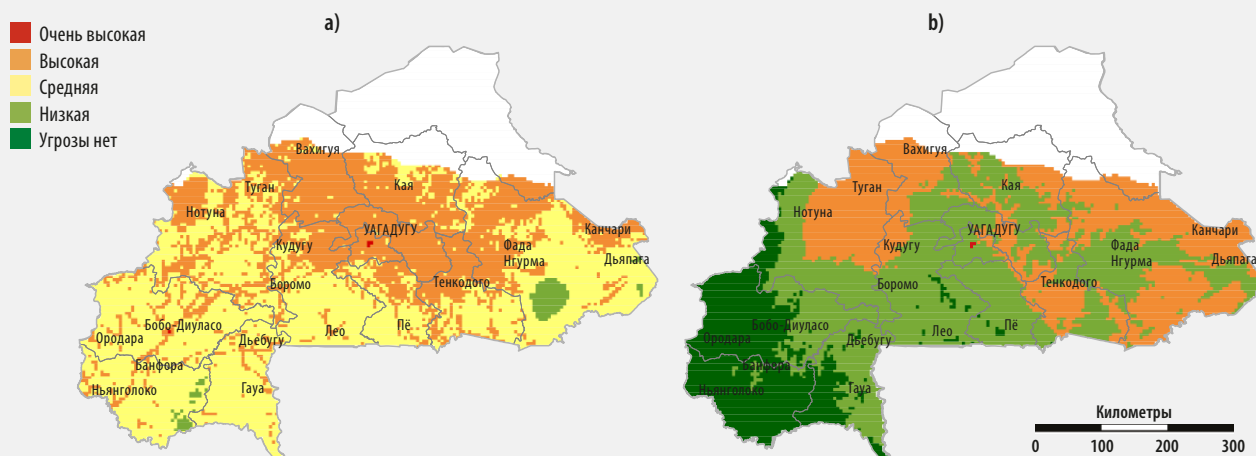 a)
b)
Очень высокая
Высокая
Средняя
Низкая
Угрозы нет
Вахигуя
Туган
Кая
Нотуна
УАГАДУГУ
Кудугу
Фада
Нгурма
Канчари
Дьяпага
Боромо
Тенкодого
Бобо-Диуласо
Ородара
Дьебугу
Лео
Пё
Банфора
Ньянголоко
Гауа
Вахигуя
Туган
Кая
Нотуна
УАГАДУГУ
Кудугу
Фада
Нгурма
Канчари
Дьяпага
Боромо
Тенкодого
Бобо-Диуласо
Ородара
Дьебугу
Лео
Пё
Банфора
Ньянголоко
Гауа
Километры
0 100 200 300